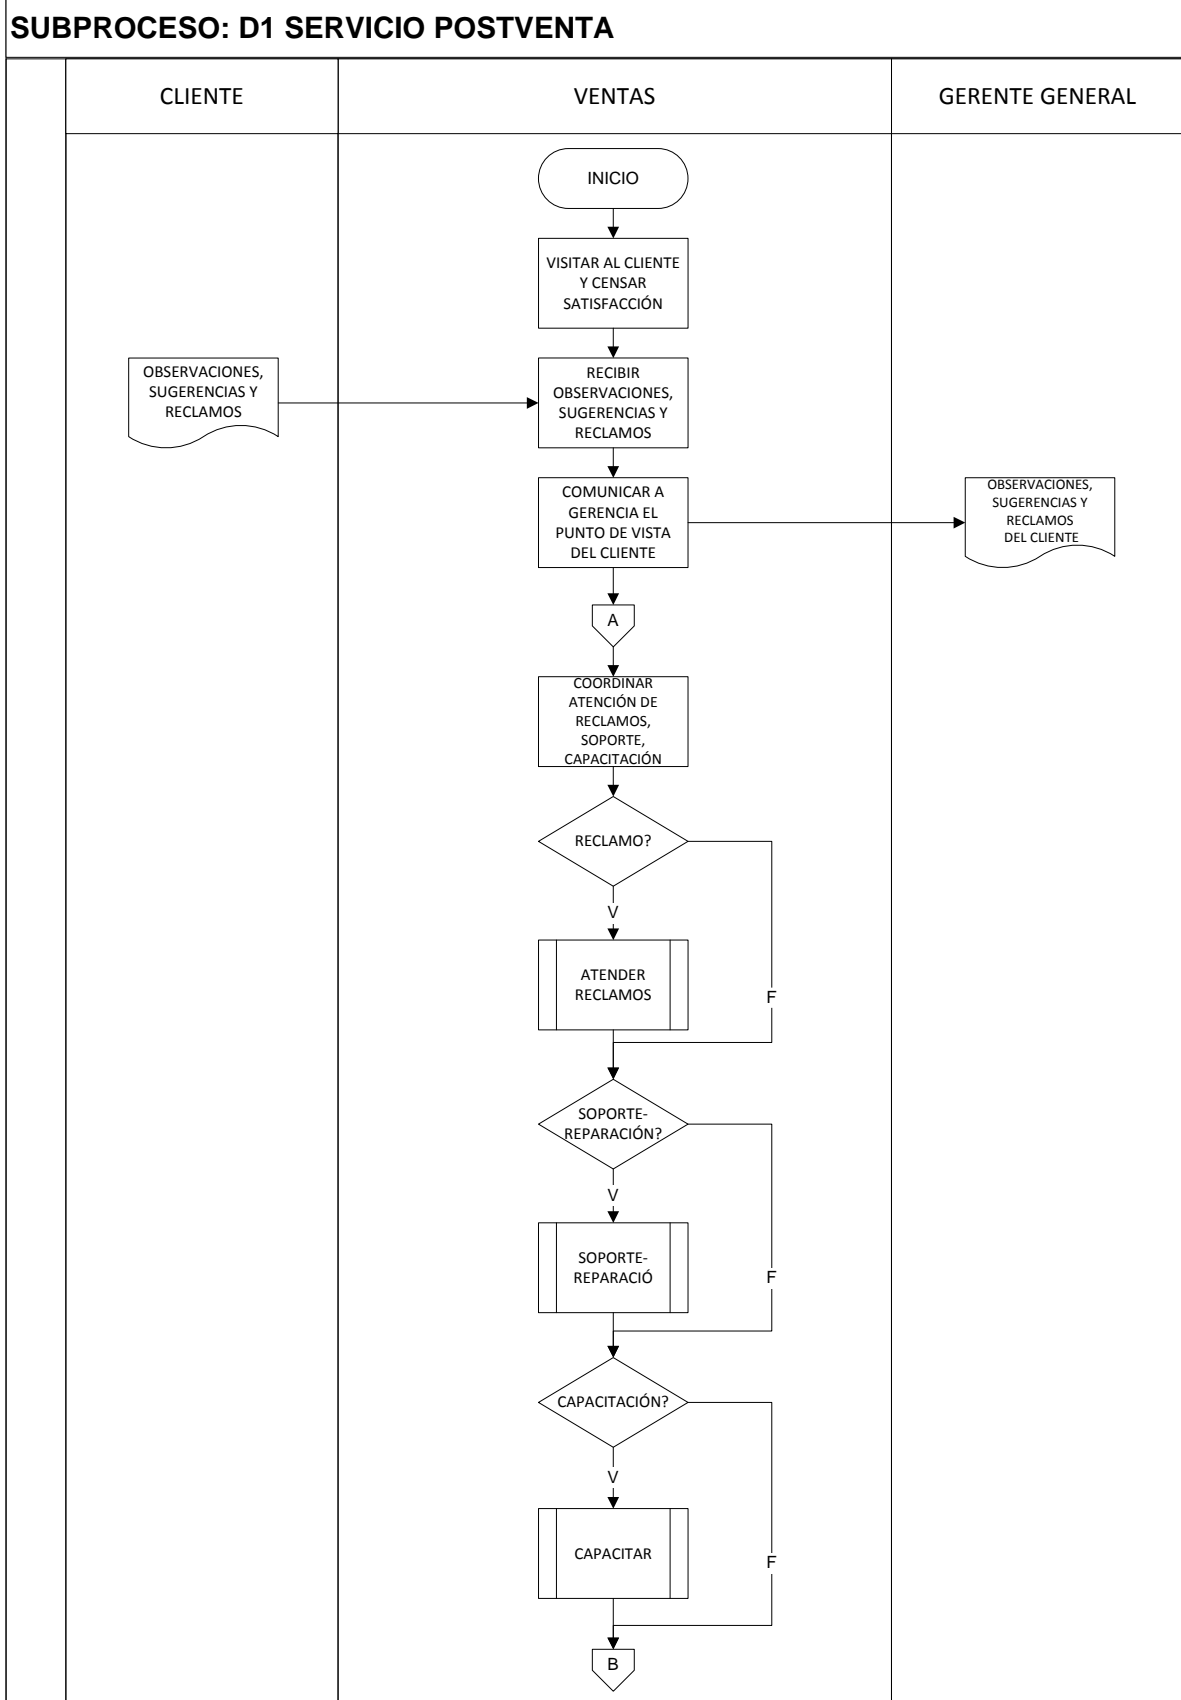 SUBPROCESO: D1 SERVICIO POSTVENTA
CLIENTE
VENTAS
GERENTE GENERAL
INICIO
VISITAR AL CLIENTE
Y CENSAR
SATISFACCIÓN
OBSERVACIONES,
SUGERENCIAS Y
RECLAMOS
RECIBIR
OBSERVACIONES,
SUGERENCIAS Y
RECLAMOS
COMUNICAR A
GERENCIA EL
PUNTO DE VISTA
DEL CLIENTE
OBSERVACIONES,
SUGERENCIAS Y
RECLAMOS
DEL CLIENTE
A
COORDINAR
ATENCIÓN DE
RECLAMOS,
SOPORTE,
CAPACITACIÓN
RECLAMO?
V
ATENDER
RECLAMOS
F
SOPORTE-
REPARACIÓN?
V
SOPORTE-
REPARACIÓ
F
CAPACITACIÓN?
V
CAPACITAR
F
B